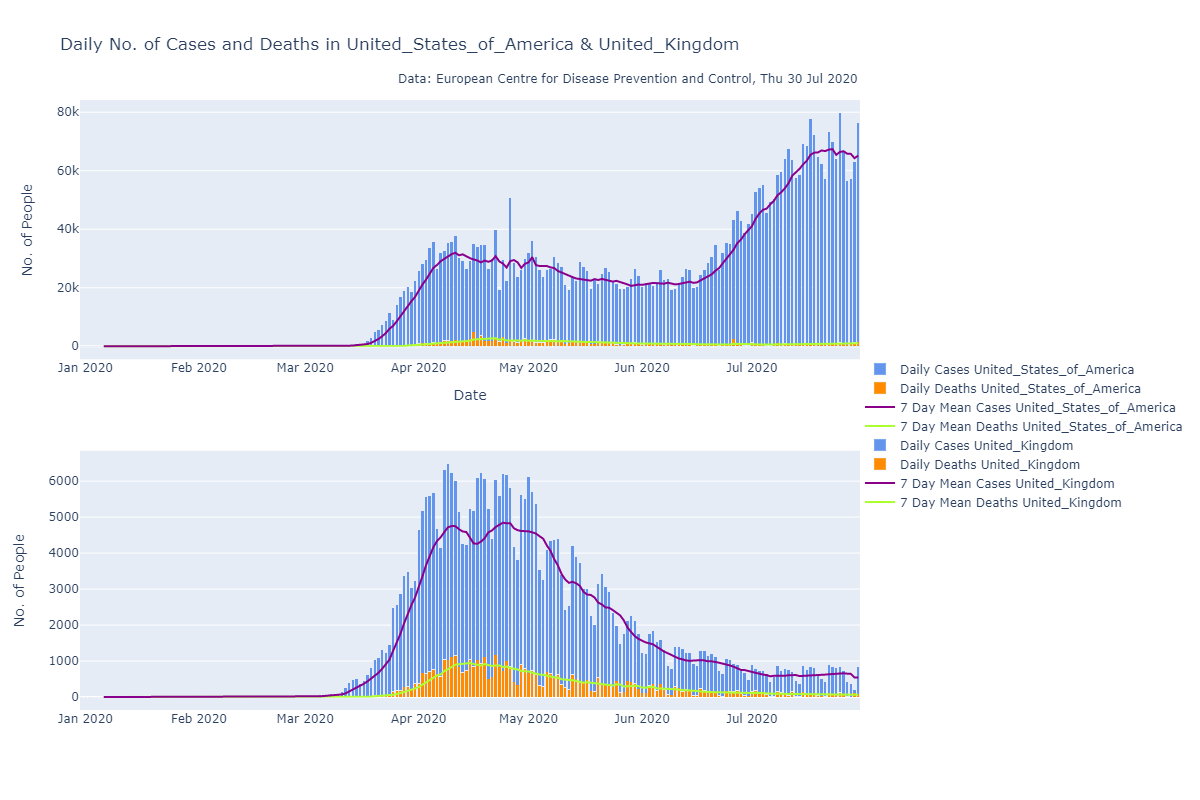 Daily No. of Cases and Deaths in United_States_of_America & United_Kingdom
Data: European Centre for Disease Prevention and Control, Thu 30 Jul 2020
80k
60k
40k
20k
0
No. of People
Jan 2020 Feb 2020 Mar 2020 Apr 2020 May 2020 Jun 2020 Jul 2020
Date
Daily Cases United_States_of_America
Daily Deaths United_States_of_America
7 Day Mean Cases United_States_of_America
7 Day Mean Deaths United_States_of_America
Daily Cases United_Kingdom
Daily Deaths United_Kingdom
7 Day Mean Cases United_Kingdom
7 Day Mean Deaths United_Kingdom
6000
5000
4000
3000
2000
1000
0
No. of People
Jan 2020 Feb 2020 Mar 2020 Apr 2020 May 2020 Jun 2020 Jul 2020